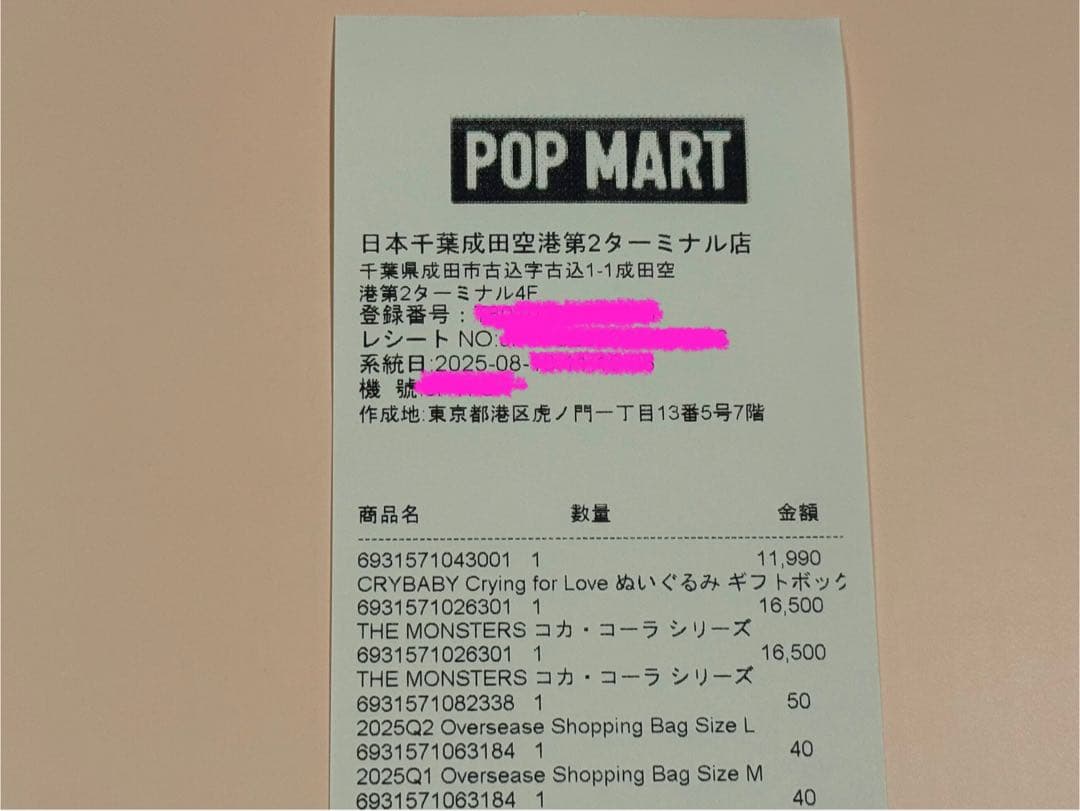 POP MART
日本千葉成田空港第2ターミナル店
千葉県成田市古込字古込1-1成田空
港第2ターミナル4F
登録番号:
レシート NO:
系統日:2025-08-
機 號
作成地:東京都港区虎ノ門一丁目13番5号7階
商品名 數量 金額
6931571043001 1 11,990
CRYBABY Crying for Love ぬいぐるみ ギフトボック
6931571026301 1 16,500
THE MONSTERS コカ・コーラ シリーズ
6931571026301 1 16,500
THE MONSTERS コカ・コーラ シリーズ
6931571082338 1 50
2025Q2 Oversease Shopping Bag Size L
6931571063184 1 40
2025Q1 Oversease Shopping Bag Size M
6931571063184 1 40